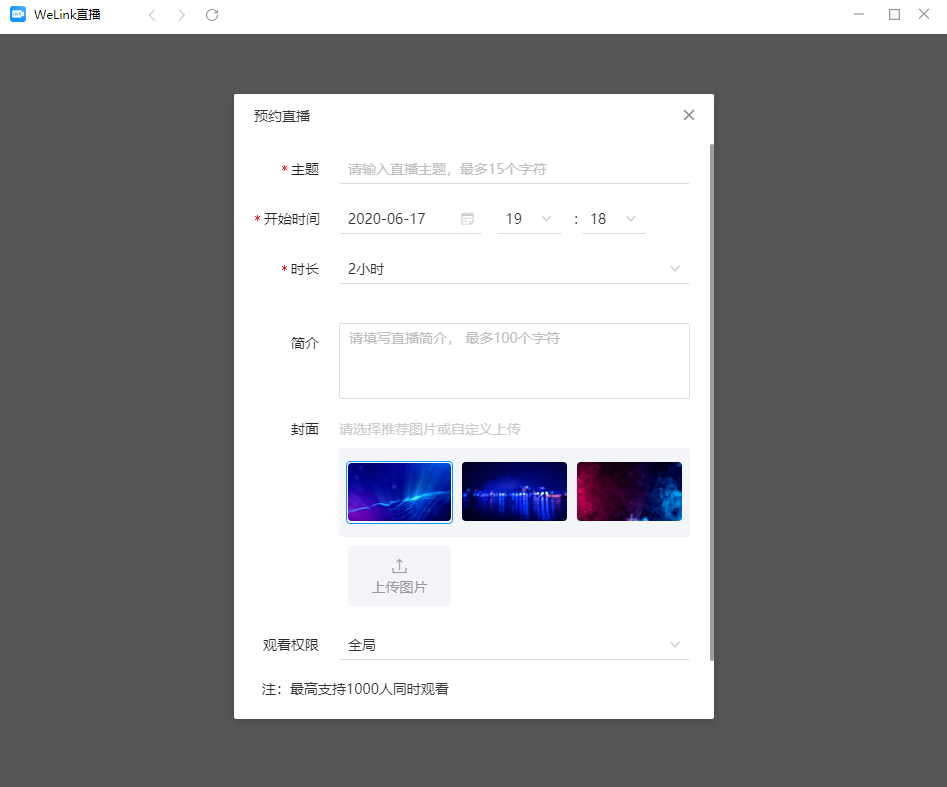 WeLink直播
预约直播
* 主题 请输入直播主题，最多15个字符
* 开始时间 2020-06-17 19 : 18
* 时长 2小时
简介 请填写直播简介， 最多100个字符
封面 请选择推荐图片或自定义上传
上传图片
观看权限 全局
注：最高支持1000人同时观看